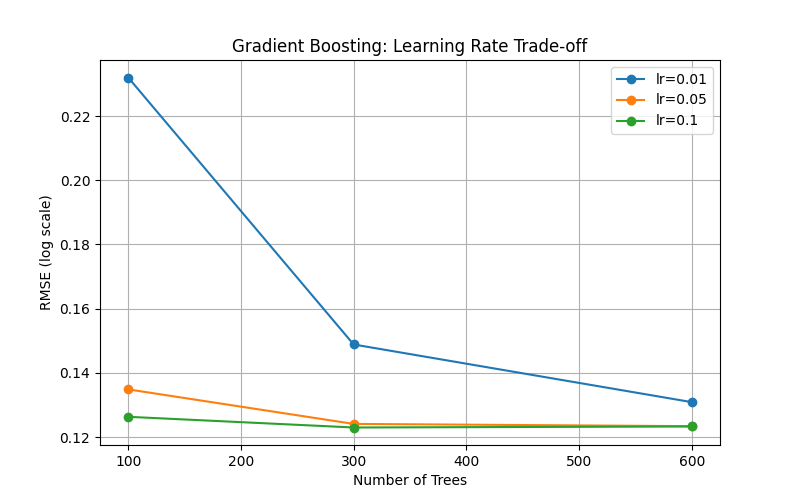 Gradient Boosting: Learning Rate Trade-off
lr=0.01
lr=0.05
lr=0.1
RMSE (log scale)
0.22
0.20
0.18
0.16
0.14
0.12
100
200
300
400
500
600
Number of Trees